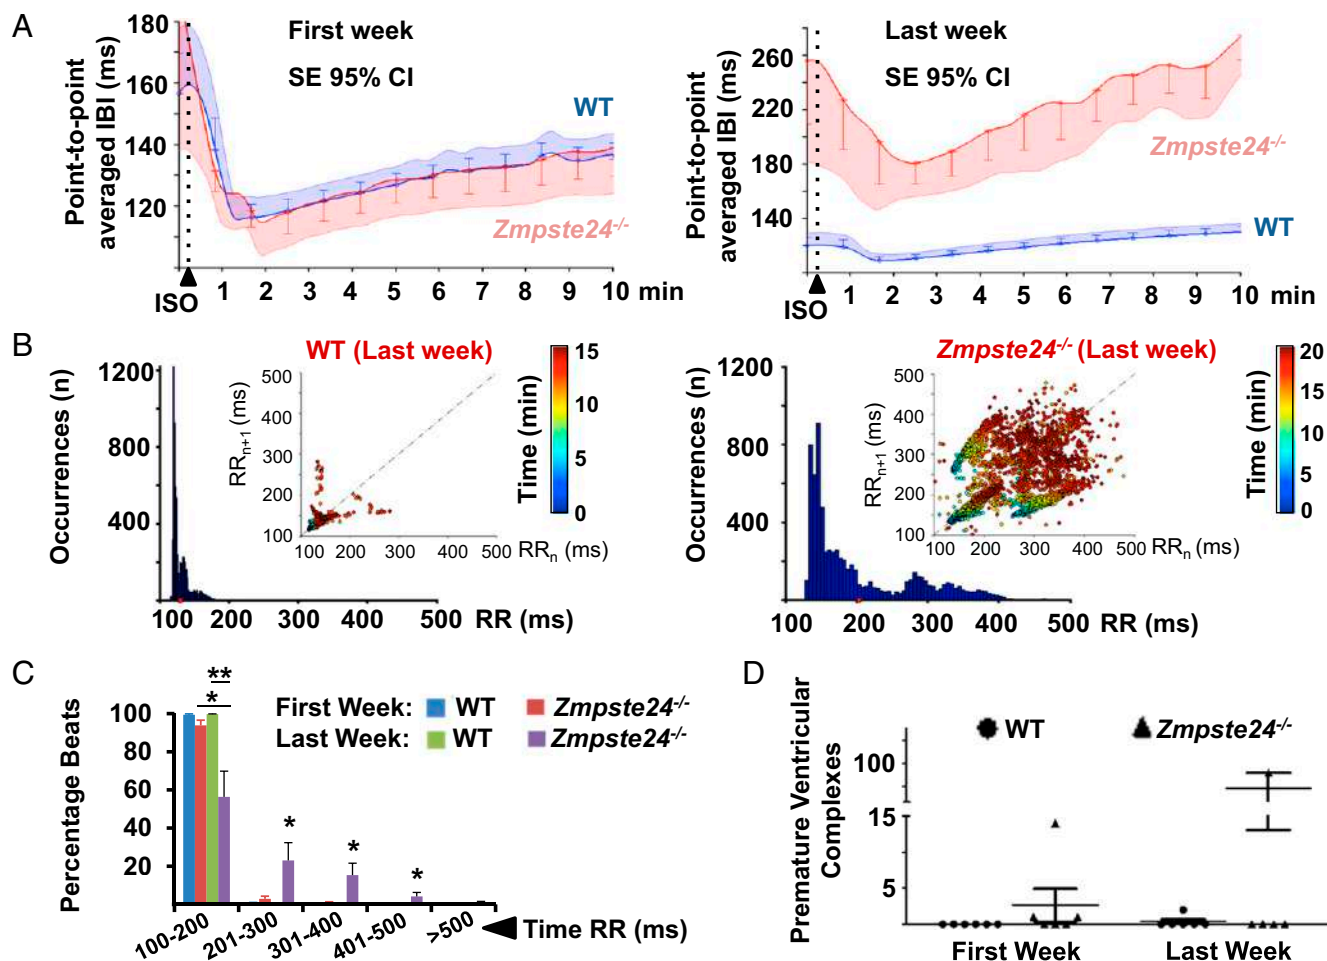 A
First week
SE 95% CI
Point-to-point
averaged IBI (ms)
180
160
140
120
WT
Zmpste24-/-
ISO
1 2 3 4 5 6 7 8 9 10 min
Last week
SE 95% CI
Point-to-point
averaged IBI (ms)
260
220
180
140
Zmpste24-/-
WT
ISO
1 2 3 4 5 6 7 8 9 10 min
B
WT (Last week)
Occurrences (n)
1200
800
400
100 200 300 400 500 RR (ms)
RRn+1 (ms)
500
400
300
200
100
100 200 300 400 500
RRn (ms)
Time (min)
15
10
5
0
Zmpste24-/- (Last week)
Occurrences (n)
1200
800
400
100 200 300 400 500 RR (ms)
RRn+1 (ms)
500
400
300
200
100
100 200 300 400 500
RRn (ms)
Time (min)
20
15
10
5
0
C
**
*
First Week: WT Zmpste24-/-
Last Week: WT Zmpste24-/-
Percentage Beats
100
80
60
40
20
* * *
100-200 201-300 301-400 401-500 >500
Time RR (ms)
D
WT Zmpste24-/-
Premature Ventricular
Complexes
100
15
5
First Week Last Week